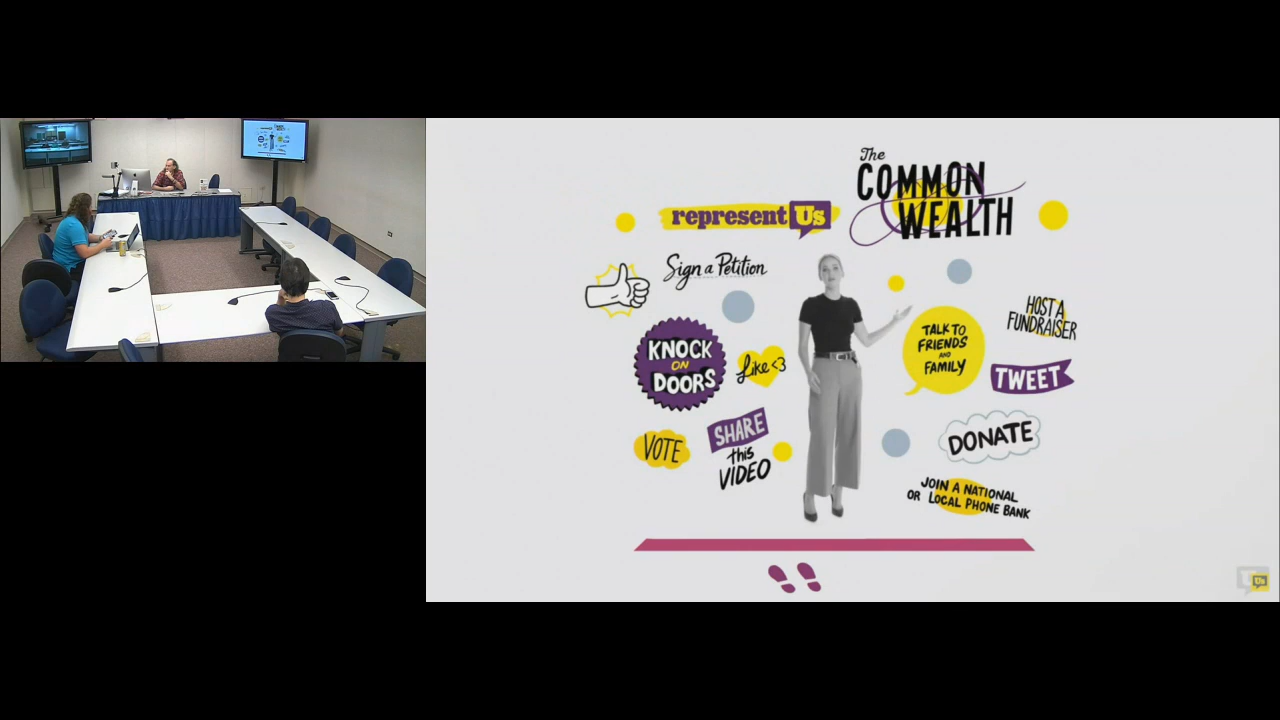 The
COMMON
WEALTH
represent Us
Sign a Petition
HOST A
FUNDRAISER
TALK TO
FRIENDS
AND
FAMILY
KNOCK
ON
DOORS
Like <3
TWEET
SHARE
this
VIDEO
VOTE
DONATE
JOIN A NATIONAL
OR LOCAL PHONE BANK
Us